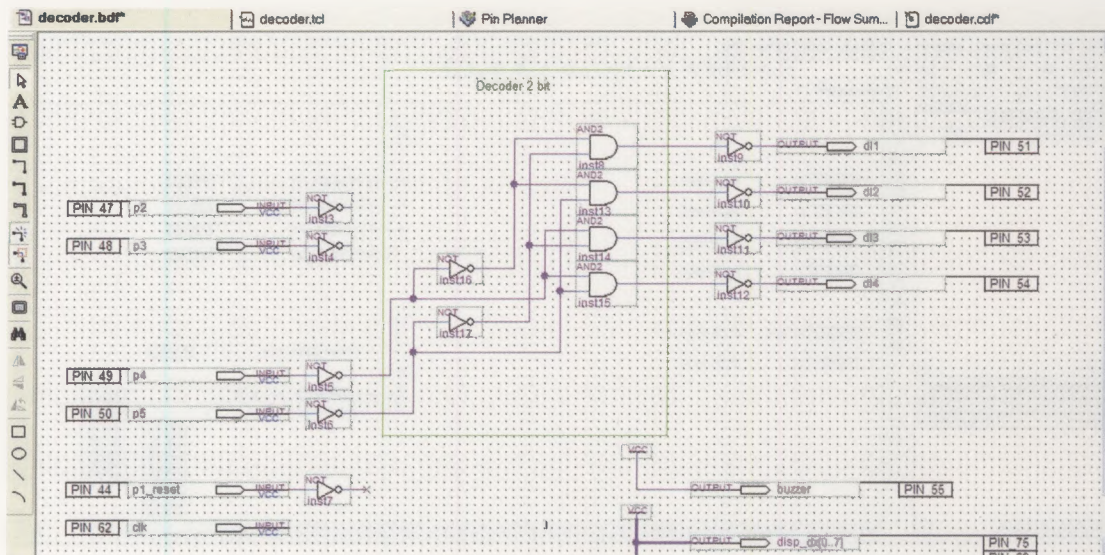 decoder.bdf*
decoder.tcl
Pin Planner
Compilation Report - Flow Sum...
decoder.cdf*
Decoder 2 bit
AND2
inst8
NOT
inst9
OUTPUT
dl1
PIN 51
AND2
inst13
NOT
inst10
OUTPUT
dl2
PIN 52
PIN 47
p2
INPUT
VCC
NOT
inst3
AND2
inst14
NOT
inst11
OUTPUT
dl3
PIN 53
PIN 48
p3
INPUT
VCC
NOT
inst4
NOT
inst16
AND2
inst15
NOT
inst12
OUTPUT
dl4
PIN 54
NOT
inst17
PIN 49
p4
INPUT
VCC
NOT
inst5
PIN 50
p5
INPUT
VCC
NOT
inst6
VCC
PIN 44
p1_reset
INPUT
VCC
NOT
inst7
OUTPUT
buzzer
PIN 55
VCC
PIN 62
clk
INPUT
VCC
OUTPUT
disp_dx[0..7]
PIN 75